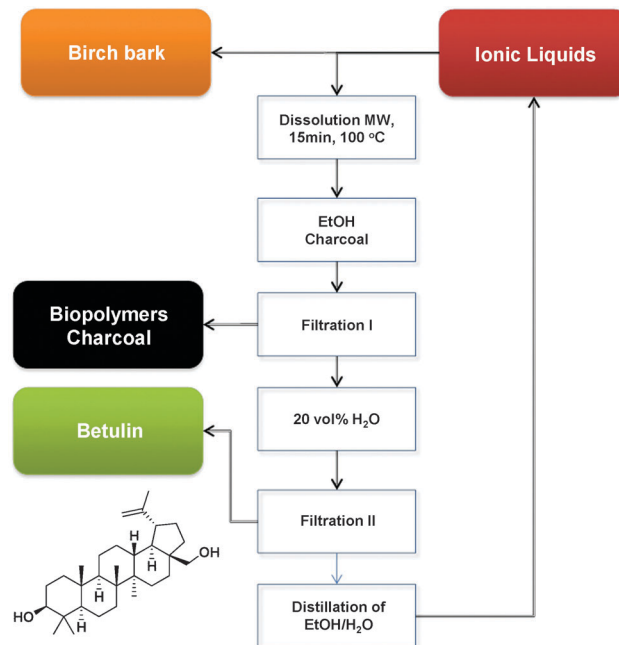 Birch bark
Ionic Liquids
Dissolution MW,
15min, 100 °C
EtOH
Charcoal
Biopolymers
Charcoal
Filtration I
20 vol% H₂O
Betulin
Filtration II
H
H
H
H
OH
HO
Distillation of
EtOH/H₂O